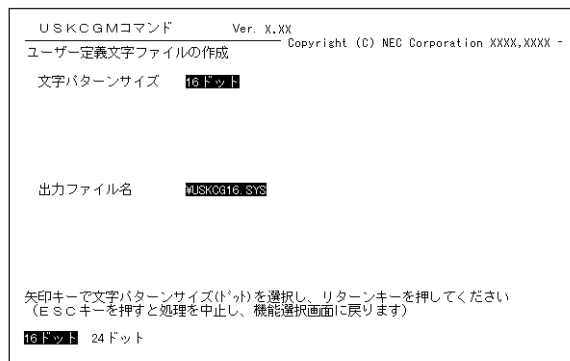 ＵＳＫＣＧＭコマンド Ver. X.XX
Copyright (C) NEC Corporation XXXX,XXXX -
ユーザー定義文字ファイルの作成
文字パターンサイズ 16ドット
出力ファイル名 ¥USKCG16.SYS
矢印キーで文字パターンサイズ(ﾄﾞｯﾄ)を選択し、リターンキーを押してください
（ＥＳＣキーを押すと処理を中止し、機能選択画面に戻ります）
16ドット 24ドット